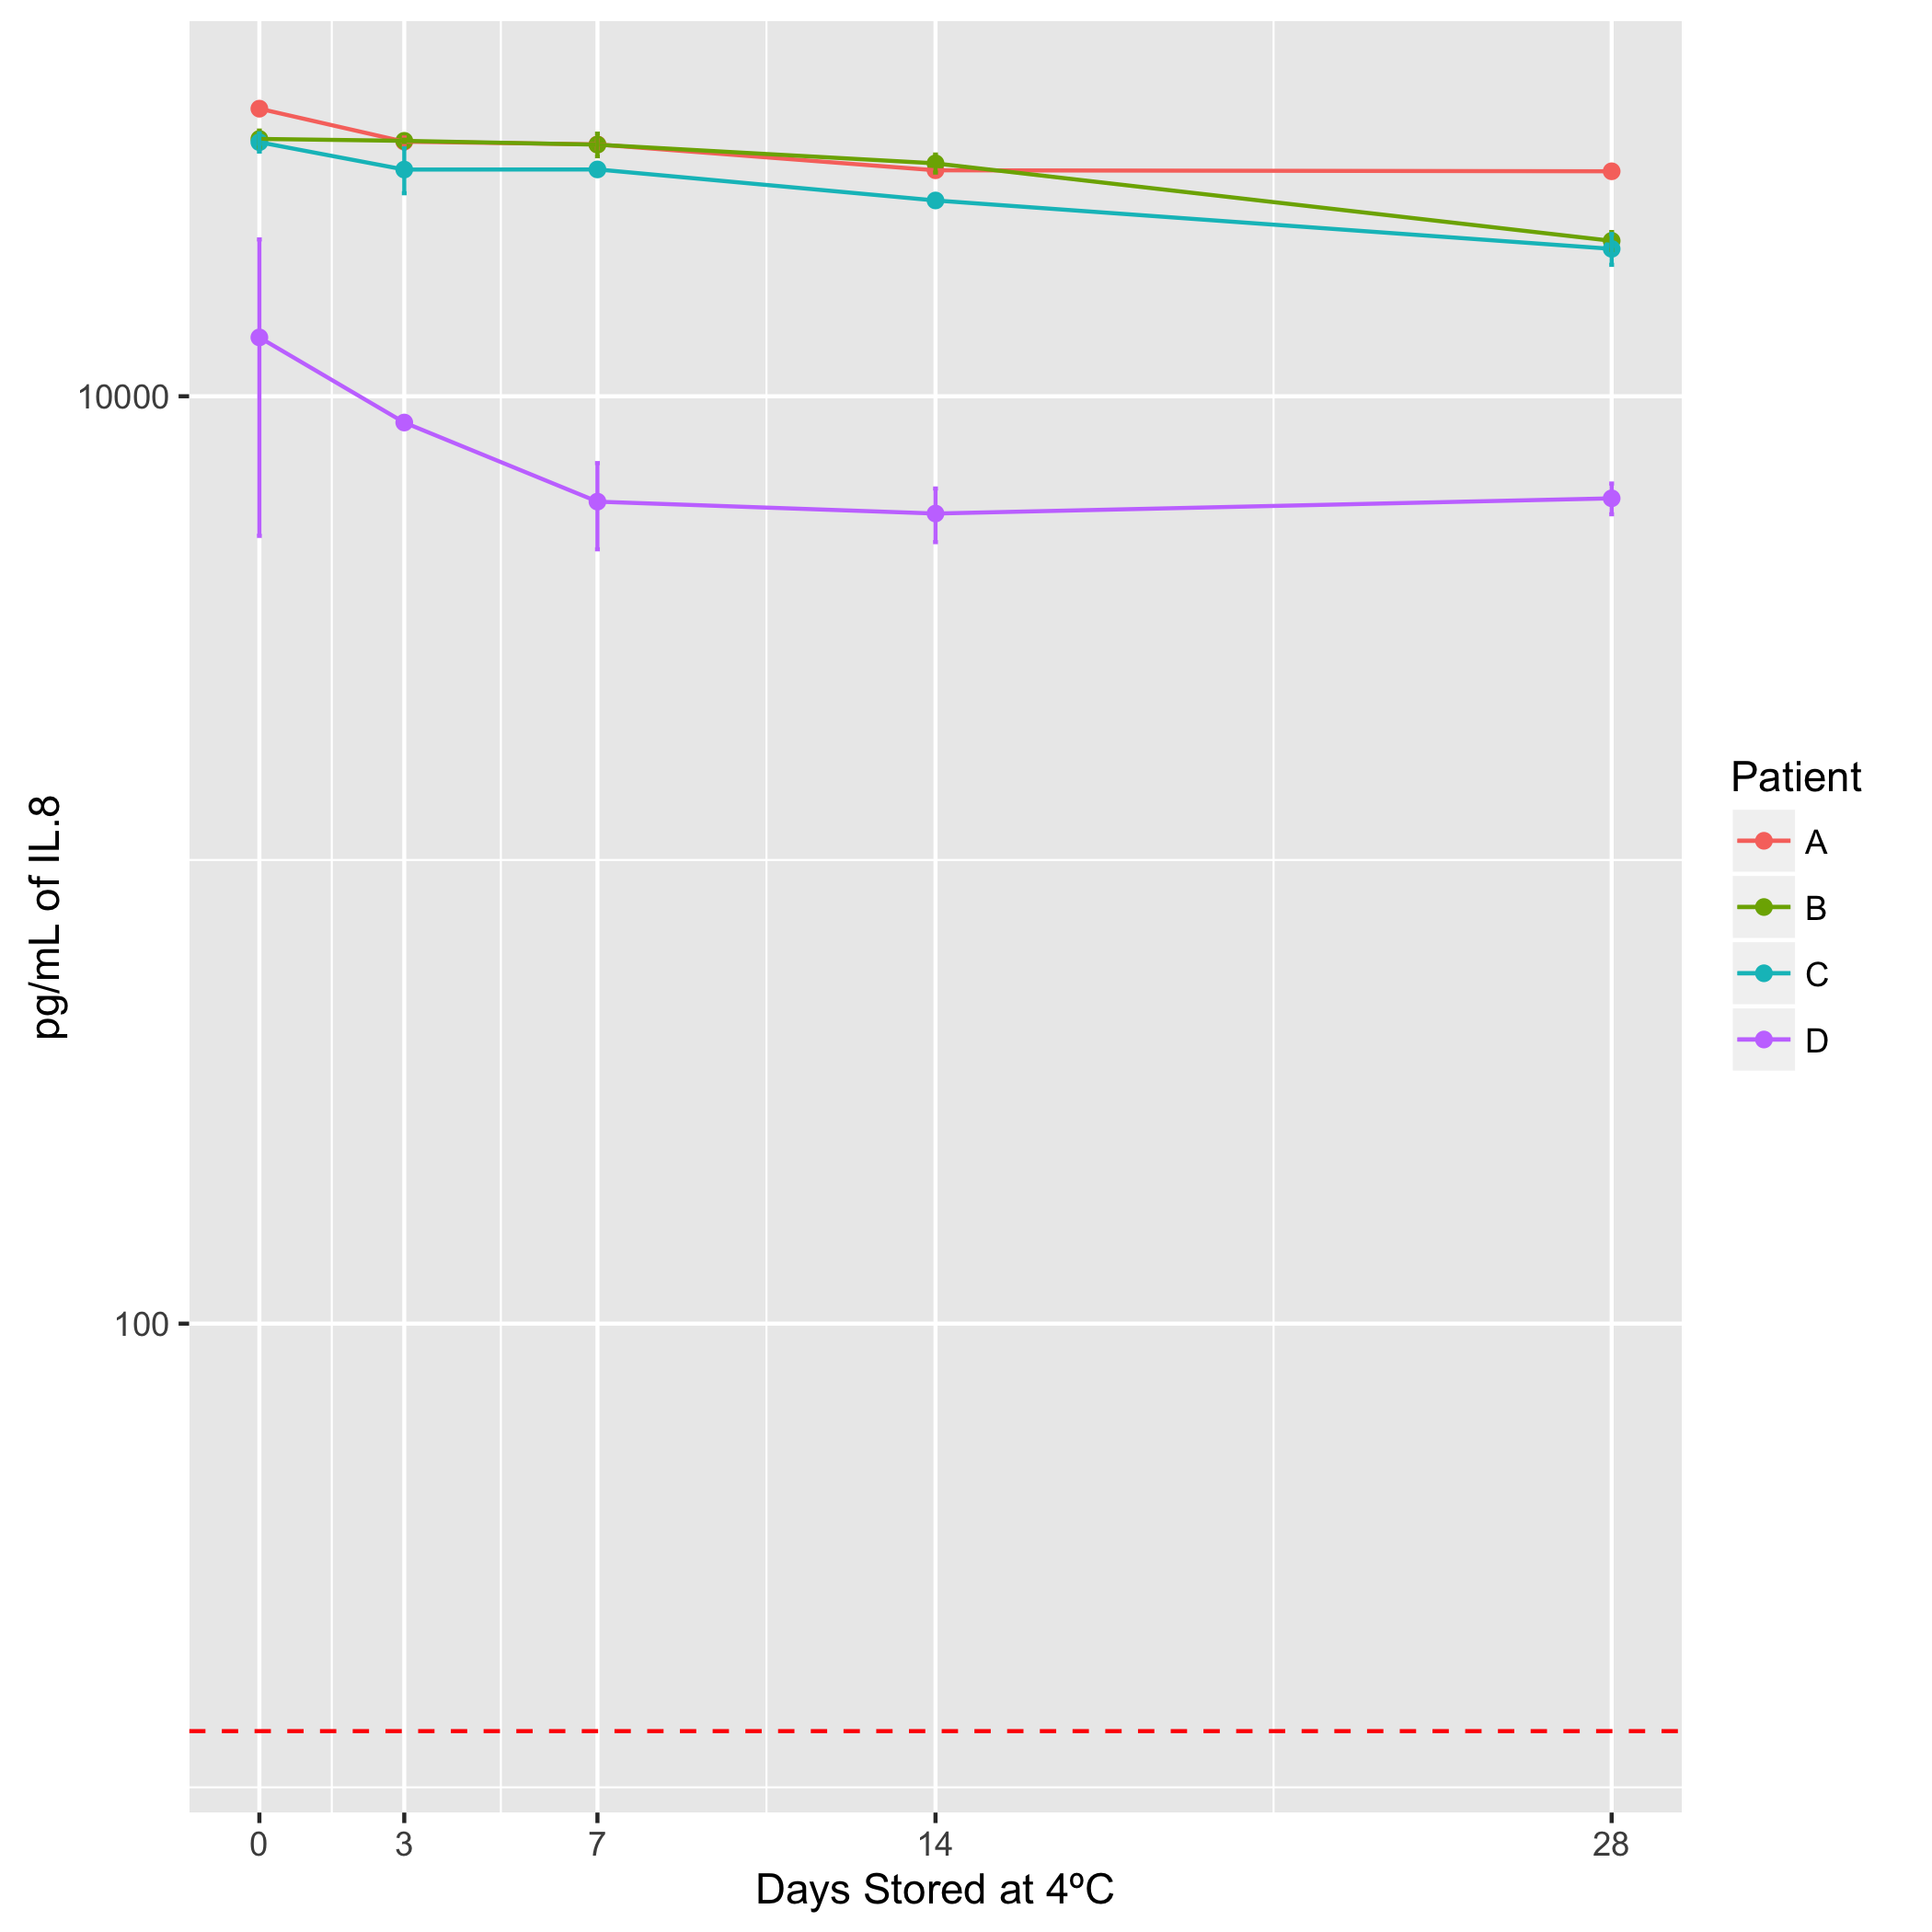 pg/mL of IL.8
10000
100
0 3 7 14 28
Days Stored at 4ºC
Patient
A
B
C
D